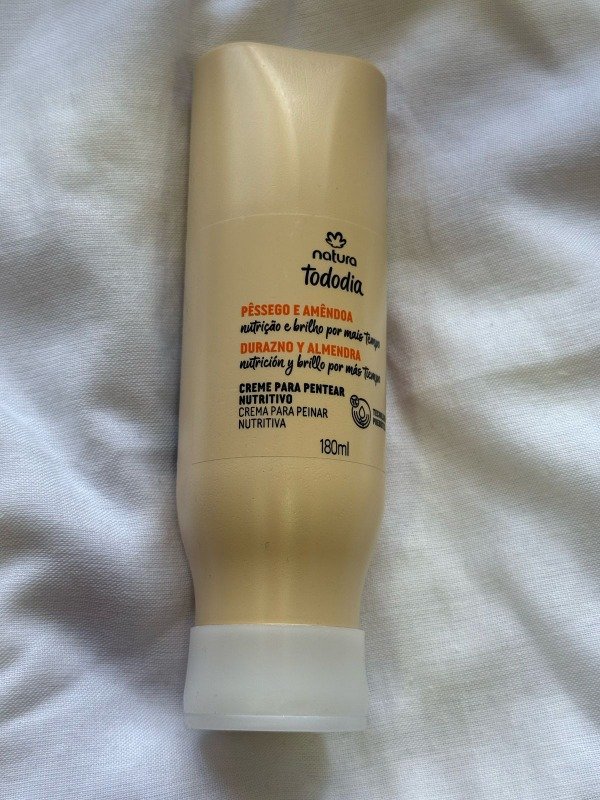 natura
tododia
PÊSSEGO E AMÊNDOA
nutrição e brilho por mais tempo
DURAZNO Y ALMENDRA
nutrición y brillo por más tiempo
CREME PARA PENTEAR
NUTRITIVO
CREMA PARA PEINAR
NUTRITIVA
180ml